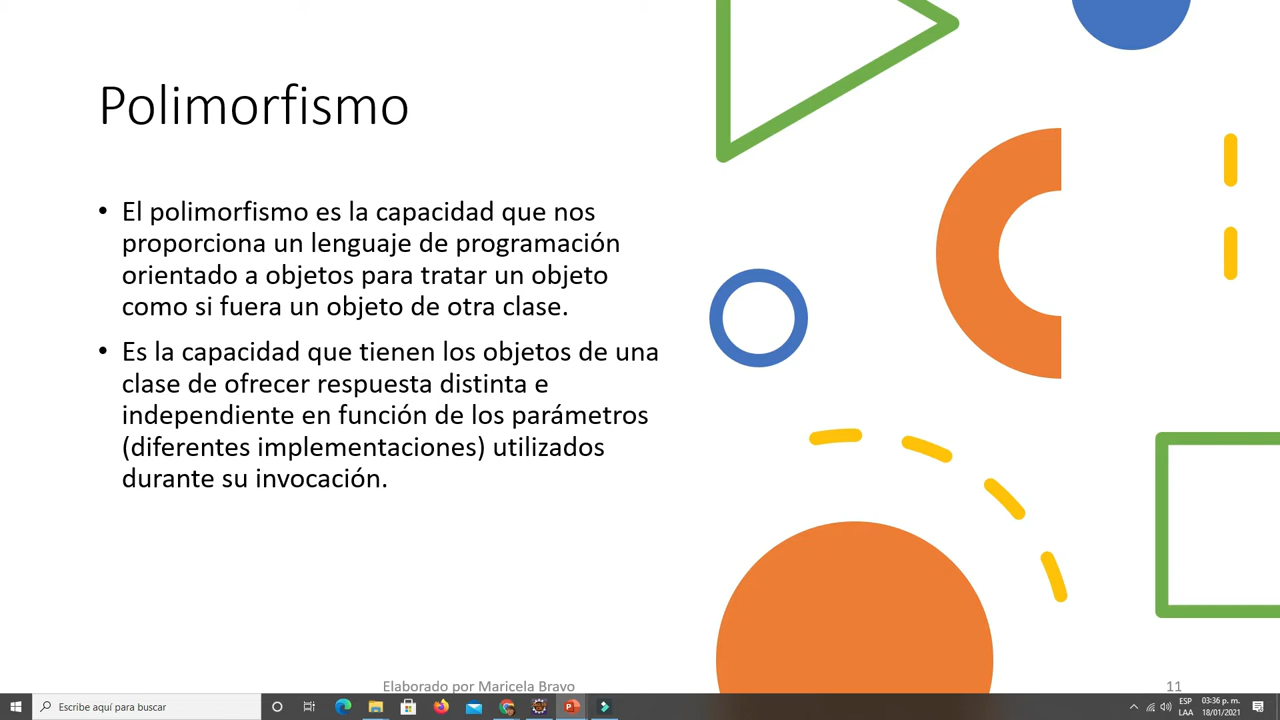 Polimorfismo
• El polimorfismo es la capacidad que nos
proporciona un lenguaje de programación
orientado a objetos para tratar un objeto
como si fuera un objeto de otra clase.
• Es la capacidad que tienen los objetos de una
clase de ofrecer respuesta distinta e
independiente en función de los parámetros
(diferentes implementaciones) utilizados
durante su invocación.
Elaborado por Maricela Bravo
11
Escribe aquí para buscar
ESP
LAA
03:36 p. m.
18/01/2021